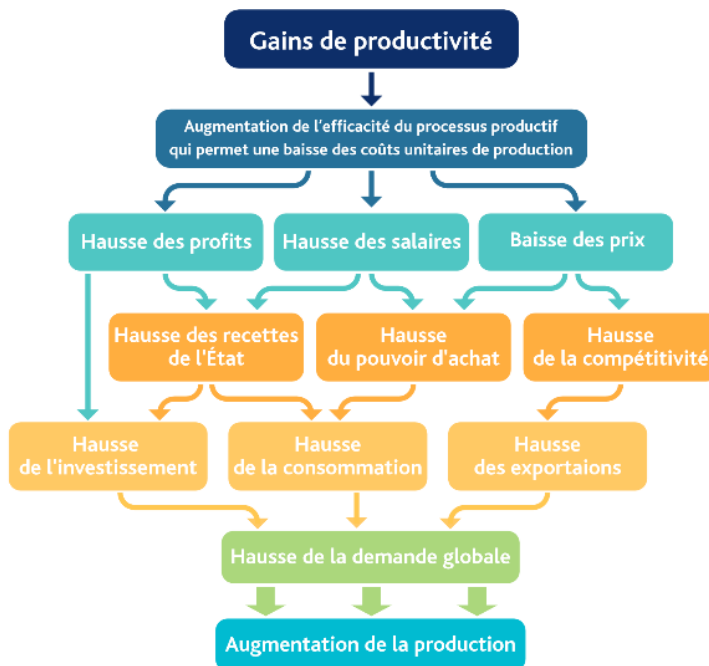 Gains de productivité
Augmentation de l'efficacité du processus productif
qui permet une baisse des coûts unitaires de production
Hausse des profits
Hausse des salaires
Baisse des prix
Hausse des recettes
de l'État
Hausse
du pouvoir d'achat
Hausse
de la compétitivité
Hausse
de l'investissement
Hausse
de la consommation
Hausse
des exportaions
Hausse de la demande globale
Augmentation de la production